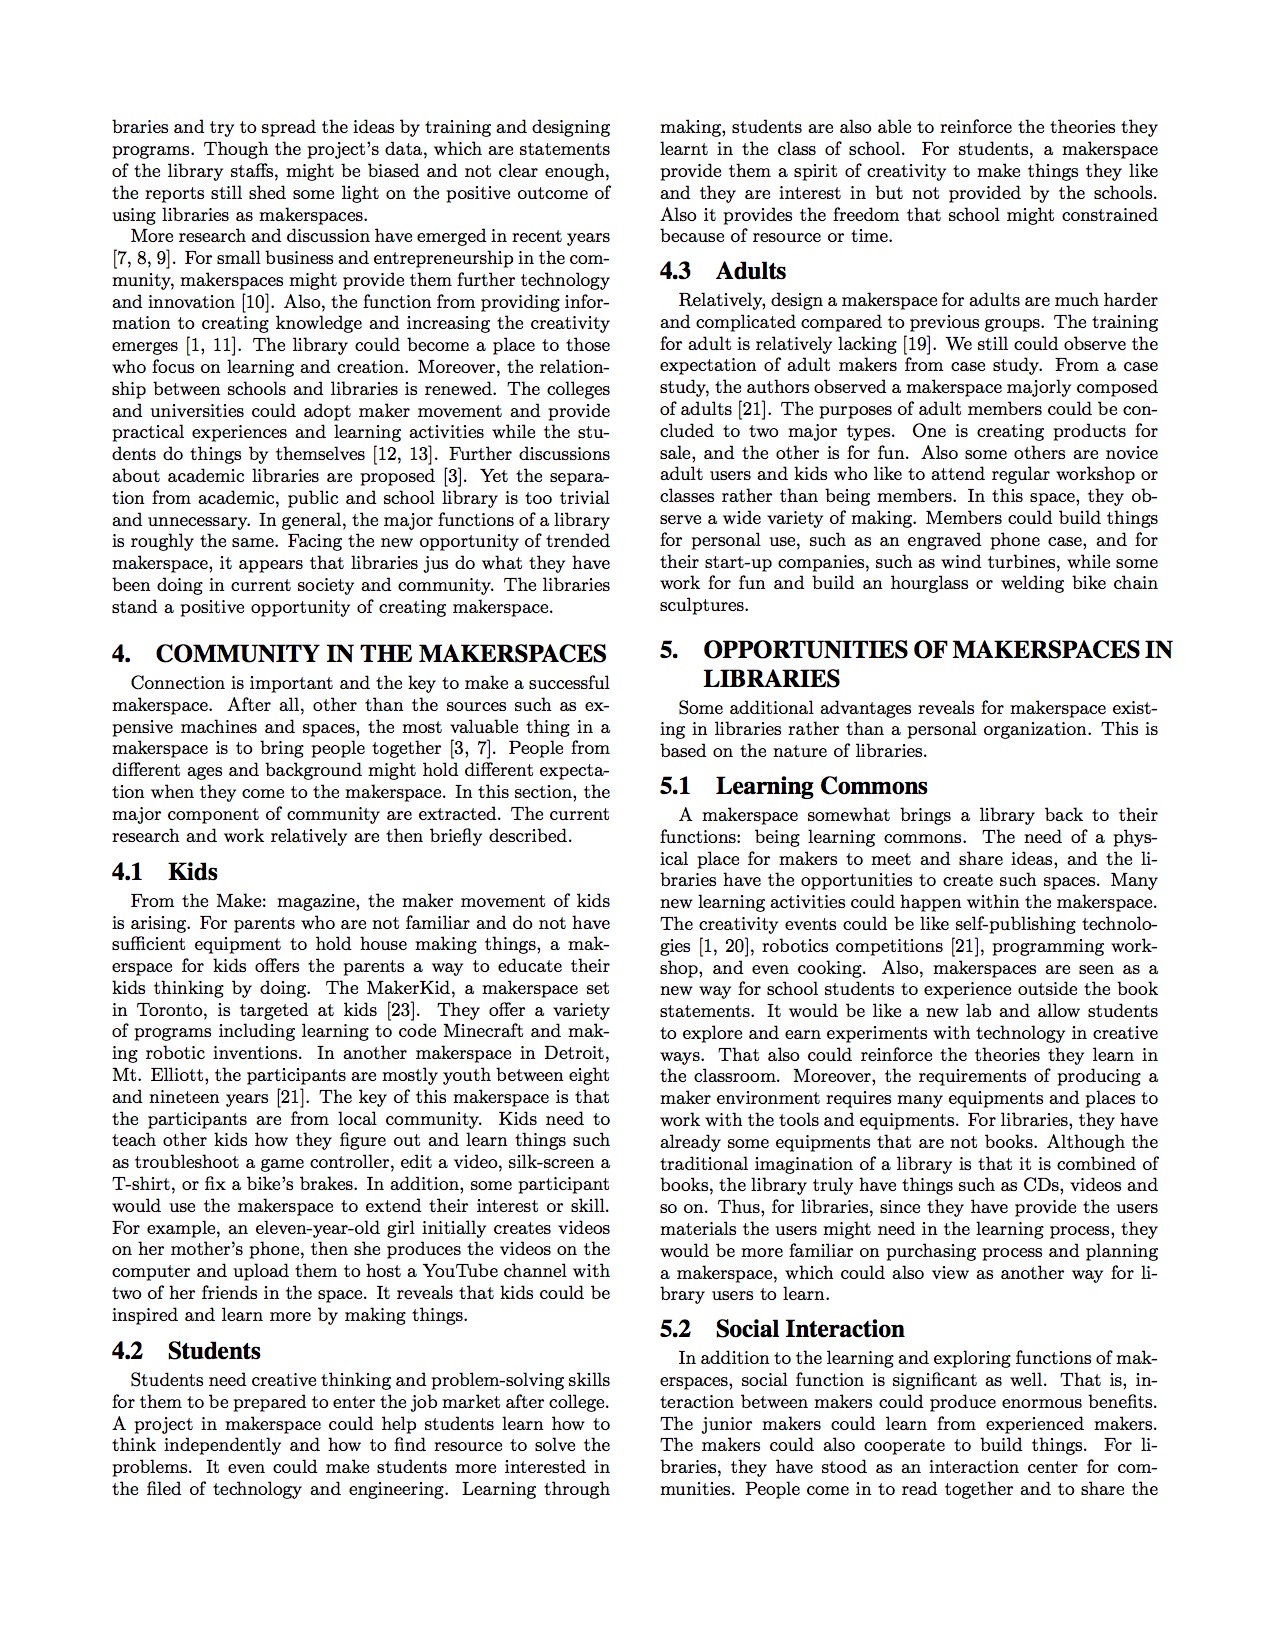 braries and try to spread the ideas by training and designing
programs. Though the project's data, which are statements
of the library staffs, might be biased and not clear enough,
the reports still shed some light on the positive outcome of
using libraries as makerspaces.
More research and discussion have emerged in recent years
[7, 8, 9]. For small business and entrepreneurship in the com-
munity, makerspaces might provide them further technology
and innovation [10]. Also, the function from providing infor-
mation to creating knowledge and increasing the creativity
emerges [1, 11]. The library could become a place to those
who focus on learning and creation. Moreover, the relation-
ship between schools and libraries is renewed. The colleges
and universities could adopt maker movement and provide
practical experiences and learning activities while the stu-
dents do things by themselves [12, 13]. Further discussions
about academic libraries are proposed [3]. Yet the separa-
tion from academic, public and school library is too trivial
and unnecessary. In general, the major functions of a library
is roughly the same. Facing the new opportunity of trended
makerspace, it appears that libraries jus do what they have
been doing in current society and community. The libraries
stand a positive opportunity of creating makerspace.
4. COMMUNITY IN THE MAKERSPACES
Connection is important and the key to make a successful
makerspace. After all, other than the sources such as ex-
pensive machines and spaces, the most valuable thing in a
makerspace is to bring people together [3, 7]. People from
different ages and background might hold different expecta-
tion when they come to the makerspace. In this section, the
major component of community are extracted. The current
research and work relatively are then briefly described.
4.1 Kids
From the Make: magazine, the maker movement of kids
is arising. For parents who are not familiar and do not have
sufficient equipment to hold house making things, a mak-
erspace for kids offers the parents a way to educate their
kids thinking by doing. The MakerKid, a makerspace set
in Toronto, is targeted at kids [23]. They offer a variety
of programs including learning to code Minecraft and mak-
ing robotic inventions. In another makerspace in Detroit,
Mt. Elliott, the participants are mostly youth between eight
and nineteen years [21]. The key of this makerspace is that
the participants are from local community. Kids need to
teach other kids how they figure out and learn things such
as troubleshoot a game controller, edit a video, silk-screen a
T-shirt, or fix a bike's brakes. In addition, some participant
would use the makerspace to extend their interest or skill.
For example, an eleven-year-old girl initially creates videos
on her mother's phone, then she produces the videos on the
computer and upload them to host a YouTube channel with
two of her friends in the space. It reveals that kids could be
inspired and learn more by making things.
4.2 Students
Students need creative thinking and problem-solving skills
for them to be prepared to enter the job market after college.
A project in makerspace could help students learn how to
think independently and how to find resource to solve the
problems. It even could make students more interested in
the filed of technology and engineering. Learning through
making, students are also able to reinforce the theories they
learnt in the class of school. For students, a makerspace
provide them a spirit of creativity to make things they like
and they are interest in but not provided by the schools.
Also it provides the freedom that school might constrained
because of resource or time.
4.3 Adults
Relatively, design a makerspace for adults are much harder
and complicated compared to previous groups. The training
for adult is relatively lacking [19]. We still could observe the
expectation of adult makers from case study. From a case
study, the authors observed a makerspace majorly composed
of adults [21]. The purposes of adult members could be con-
cluded to two major types. One is creating products for
sale, and the other is for fun. Also some others are novice
adult users and kids who like to attend regular workshop or
classes rather than being members. In this space, they ob-
serve a wide variety of making. Members could build things
for personal use, such as an engraved phone case, and for
their start-up companies, such as wind turbines, while some
work for fun and build an hourglass or welding bike chain
sculptures.
5. OPPORTUNITIES OF MAKERSPACES IN
LIBRARIES
Some additional advantages reveals for makerspace exist-
ing in libraries rather than a personal organization. This is
based on the nature of libraries.
5.1 Learning Commons
A makerspace somewhat brings a library back to their
functions: being learning commons. The need of a phys-
ical place for makers to meet and share ideas, and the li-
braries have the opportunities to create such spaces. Many
new learning activities could happen within the makerspace.
The creativity events could be like self-publishing technolo-
gies [1, 20], robotics competitions [21], programming work-
shop, and even cooking. Also, makerspaces are seen as a
new way for school students to experience outside the book
statements. It would be like a new lab and allow students
to explore and earn experiments with technology in creative
ways. That also could reinforce the theories they learn in
the classroom. Moreover, the requirements of producing a
maker environment requires many equipments and places to
work with the tools and equipments. For libraries, they have
already some equipments that are not books. Although the
traditional imagination of a library is that it is combined of
books, the library truly have things such as CDs, videos and
so on. Thus, for libraries, since they have provide the users
materials the users might need in the learning process, they
would be more familiar on purchasing process and planning
a makerspace, which could also view as another way for li-
brary users to learn.
5.2 Social Interaction
In addition to the learning and exploring functions of mak-
erspaces, social function is significant as well. That is, in-
teraction between makers could produce enormous benefits.
The junior makers could learn from experienced makers.
The makers could also cooperate to build things. For li-
braries, they have stood as an interaction center for com-
munities. People come in to read together and to share the